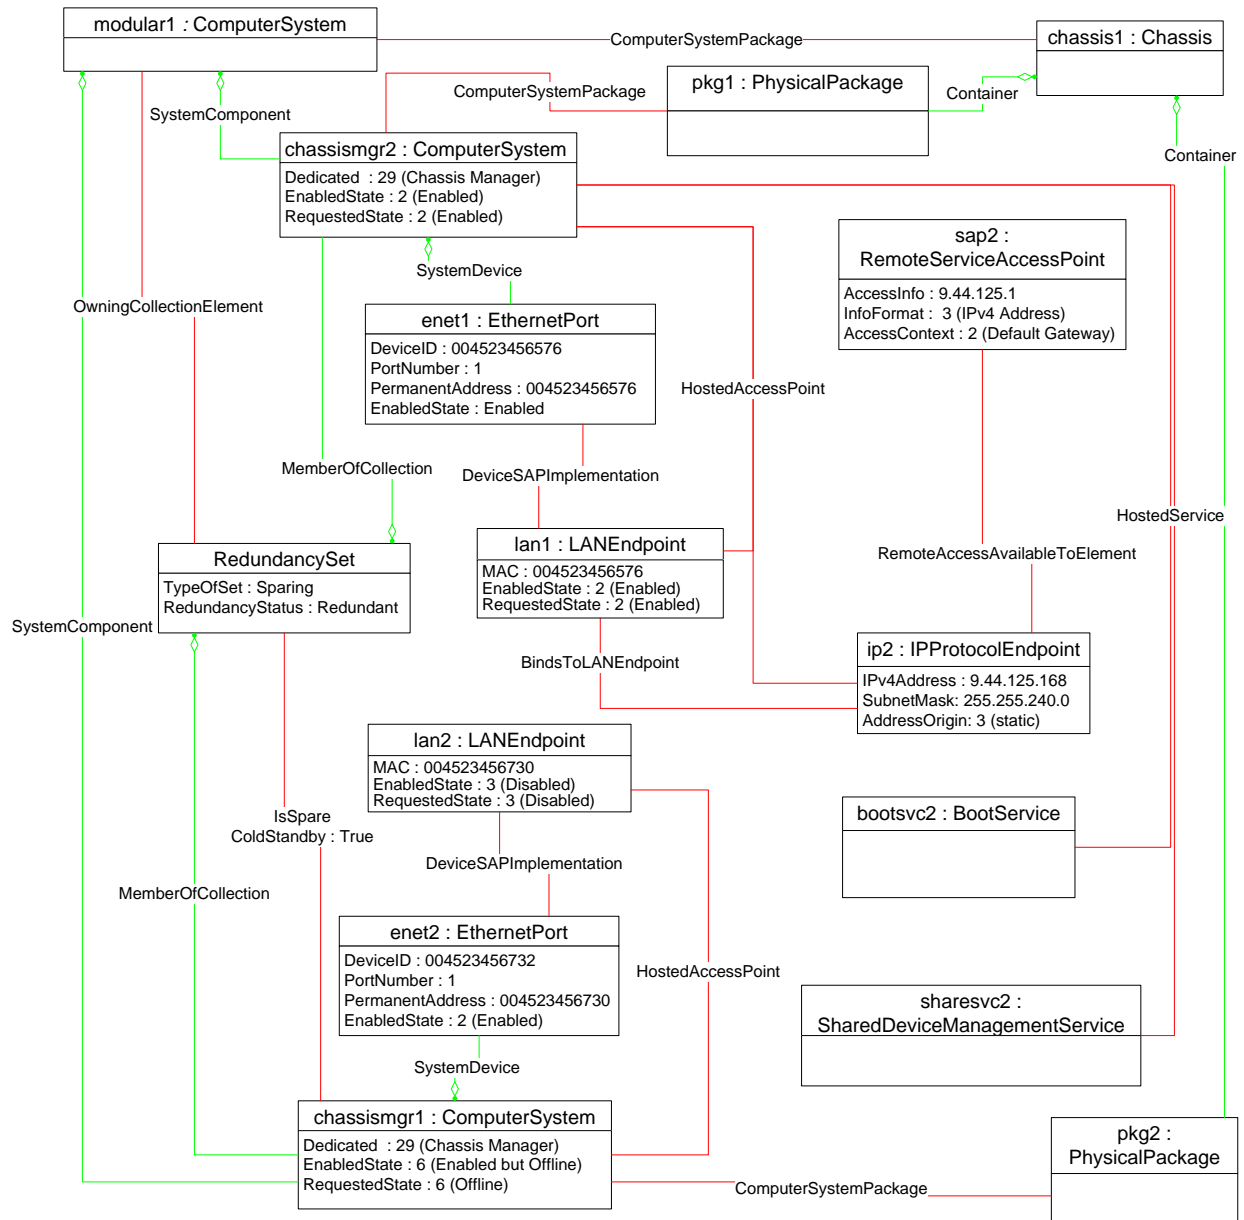 modular1 : ComputerSystem
ComputerSystemPackage
chassis1 : Chassis
pkg1 : PhysicalPackage
ComputerSystemPackage
Container
SystemComponent
Container
chassismgr2 : ComputerSystem
Dedicated : 29 (Chassis Manager)
EnabledState : 2 (Enabled)
RequestedState : 2 (Enabled)
sap2 :
RemoteServiceAccessPoint
AccessInfo : 9.44.125.1
InfoFormat : 3 (IPv4 Address)
AccessContext : 2 (Default Gateway)
SystemDevice
OwningCollectionElement
enet1 : EthernetPort
DeviceID : 004523456576
PortNumber : 1
PermanentAddress : 004523456576
EnabledState : Enabled
HostedAccessPoint
MemberOfCollection
DeviceSAPImplementation
HostedService
RemoteAccessAvailableToElement
RedundancySet
TypeOfSet : Sparing
RedundancyStatus : Redundant
lan1 : LANEndpoint
MAC : 004523456576
EnabledState : 2 (Enabled)
RequestedState : 2 (Enabled)
SystemComponent
BindsToLANEndpoint
ip2 : IPProtocolEndpoint
IPv4Address : 9.44.125.168
SubnetMask: 255.255.240.0
AddressOrigin: 3 (static)
lan2 : LANEndpoint
MAC : 004523456730
EnabledState : 3 (Disabled)
RequestedState : 3 (Disabled)
IsSpare
ColdStandby : True
bootsvc2 : BootService
DeviceSAPImplementation
MemberOfCollection
enet2 : EthernetPort
DeviceID : 004523456732
PortNumber : 1
PermanentAddress : 004523456730
EnabledState : 2 (Enabled)
HostedAccessPoint
sharesvc2 :
SharedDeviceManagementService
SystemDevice
chassismgr1 : ComputerSystem
Dedicated : 29 (Chassis Manager)
EnabledState : 6 (Enabled but Offline)
RequestedState : 6 (Offline)
ComputerSystemPackage
pkg2 :
PhysicalPackage